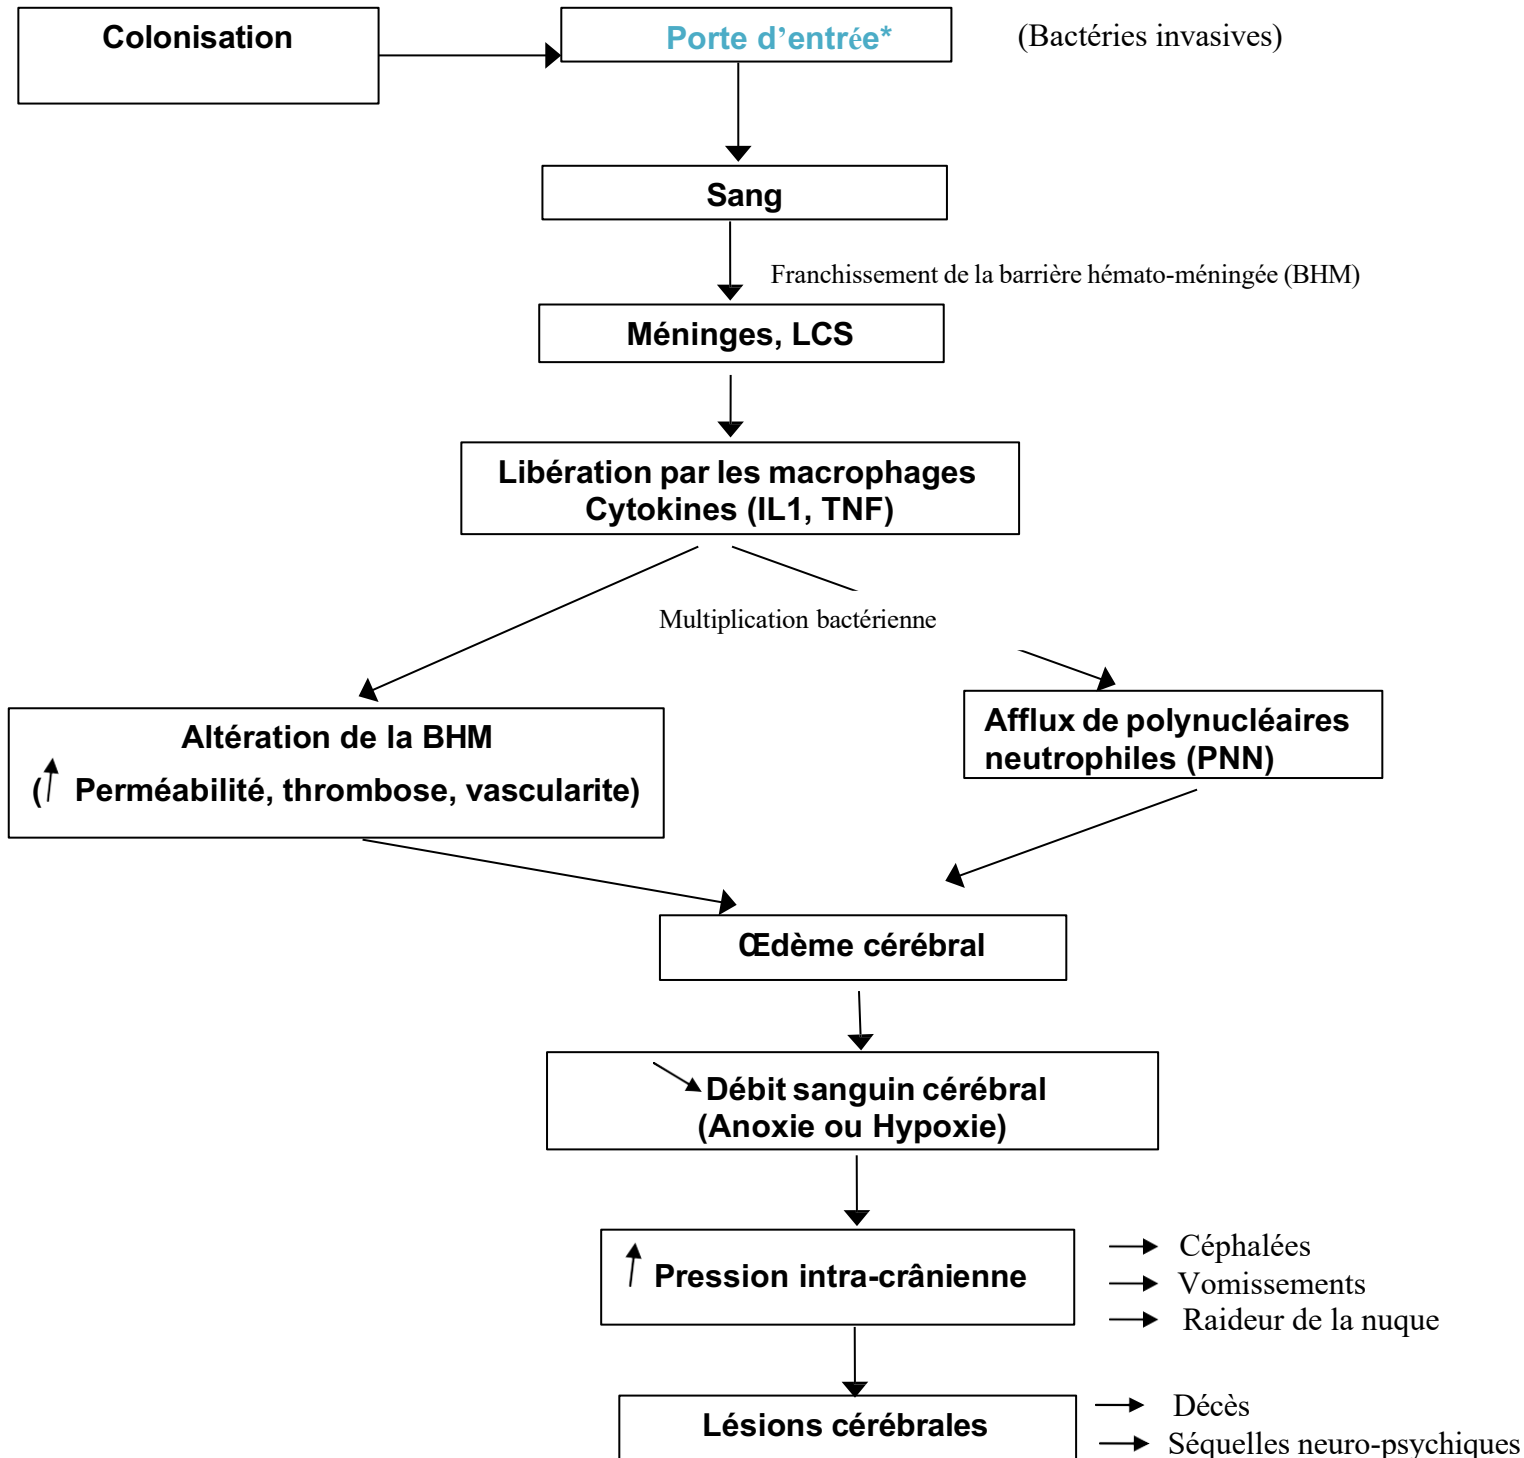 Colonisation
Porte d'entrée*
(Bactéries invasives)
Sang
Franchissement de la barrière hémato-méningée (BHM)
Méninges, LCS
Libération par les macrophages
Cytokines (IL1, TNF)
Multiplication bactérienne
Altération de la BHM
( Perméabilité, thrombose, vascularite)
Afflux de polynucléaires
neutrophiles (PNN)
Œdème cérébral
Débit sanguin cérébral
(Anoxie ou Hypoxie)
Pression intra-crânienne
Céphalées
Vomissements
Raideur de la nuque
Lésions cérébrales
Décès
Séquelles neuro-psychiques